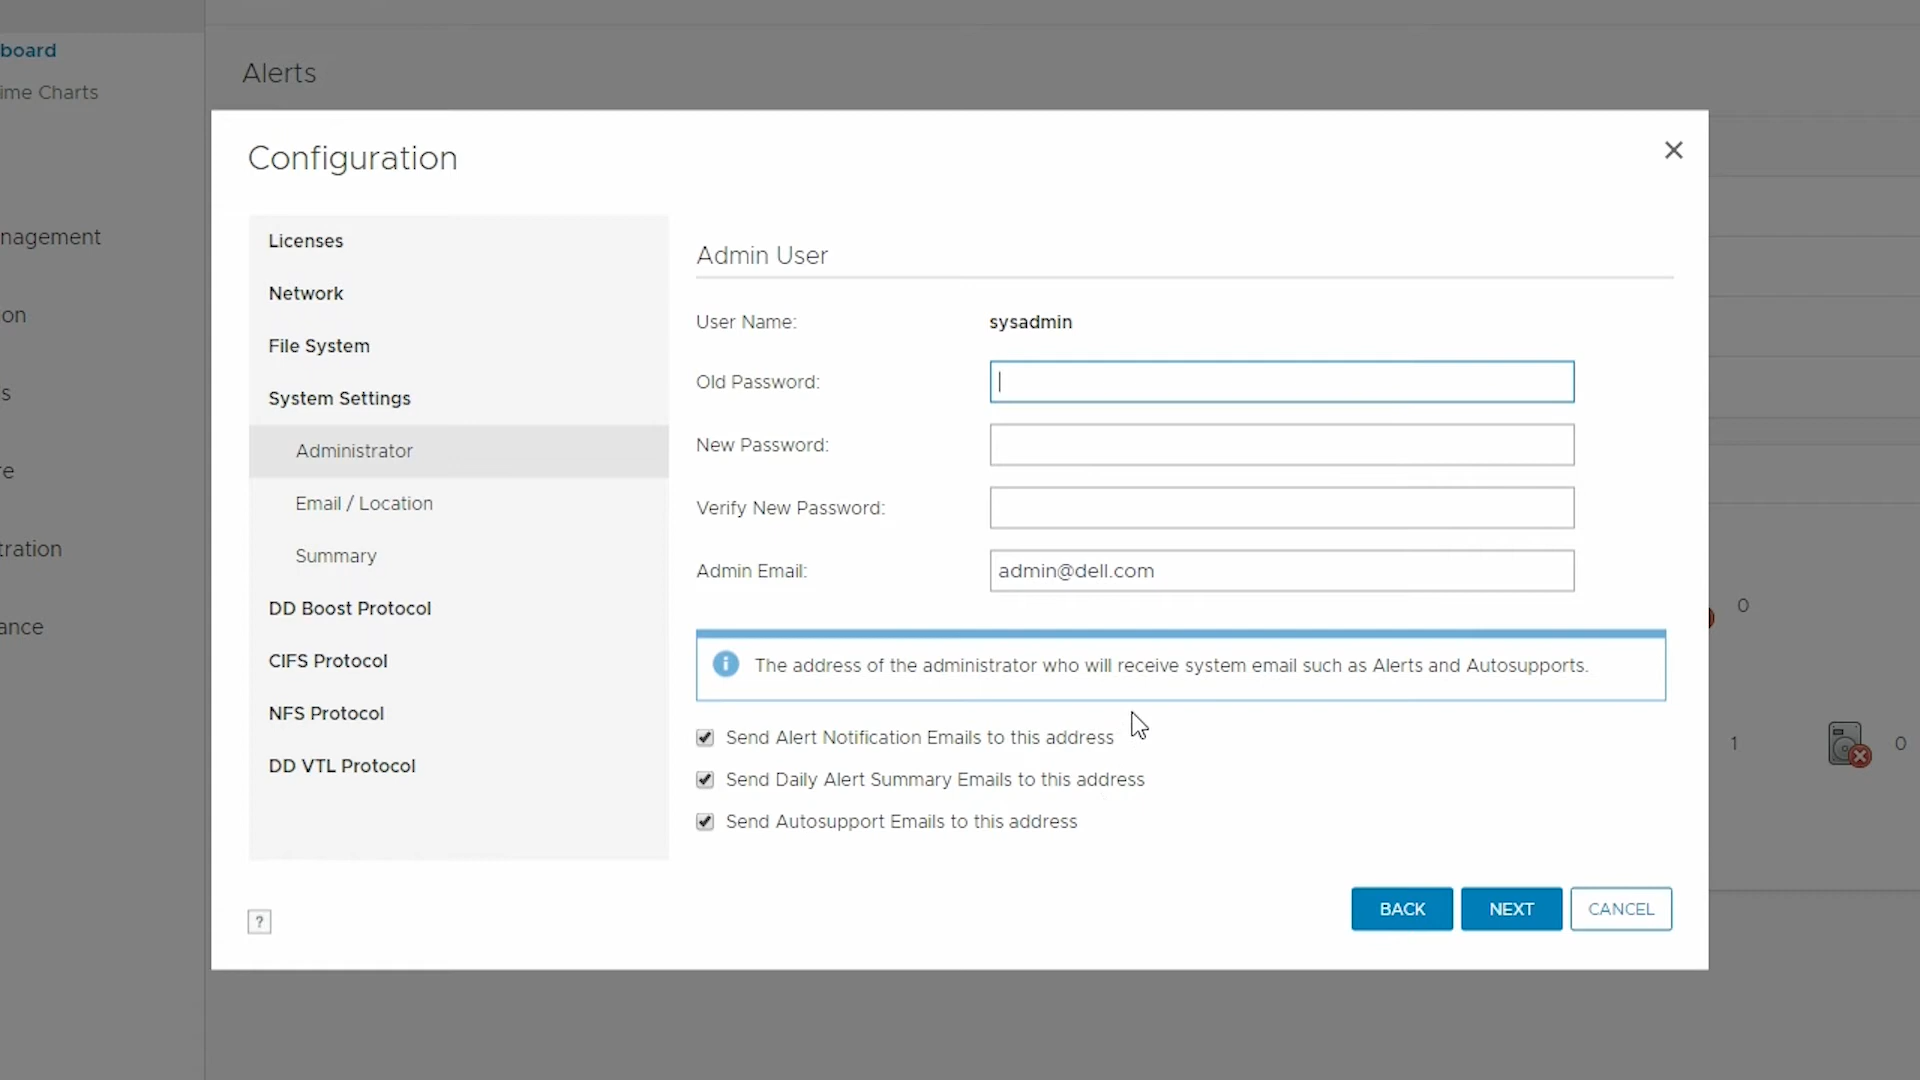 board
ime Charts
nagement
on
s
re
tration
ance
Alerts
Configuration
Licenses
Network
File System
System Settings
Administrator
Email / Location
Summary
DD Boost Protocol
CIFS Protocol
NFS Protocol
DD VTL Protocol
Admin User
User Name: sysadmin
Old Password:
New Password:
Verify New Password:
Admin Email: admin@dell.com
The address of the administrator who will receive system email such as Alerts and Autosupports.
Send Alert Notification Emails to this address
Send Daily Alert Summary Emails to this address
Send Autosupport Emails to this address
?
BACK NEXT CANCEL
0
1 0